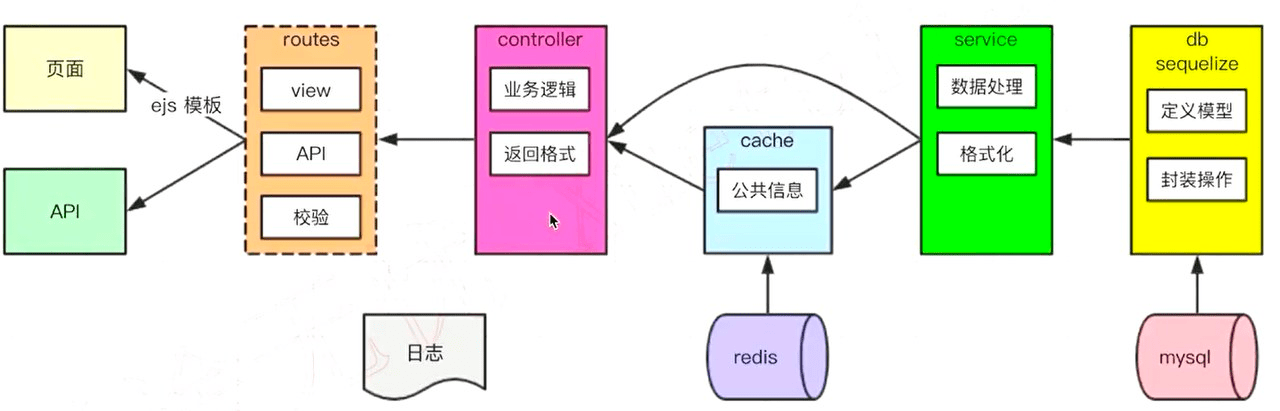 页面
API
ejs 模板
routes
view
API
校验
controller
业务逻辑
返回格式
cache
公共信息
service
数据处理
格式化
db
sequelize
定义模型
封装操作
日志
redis
mysql